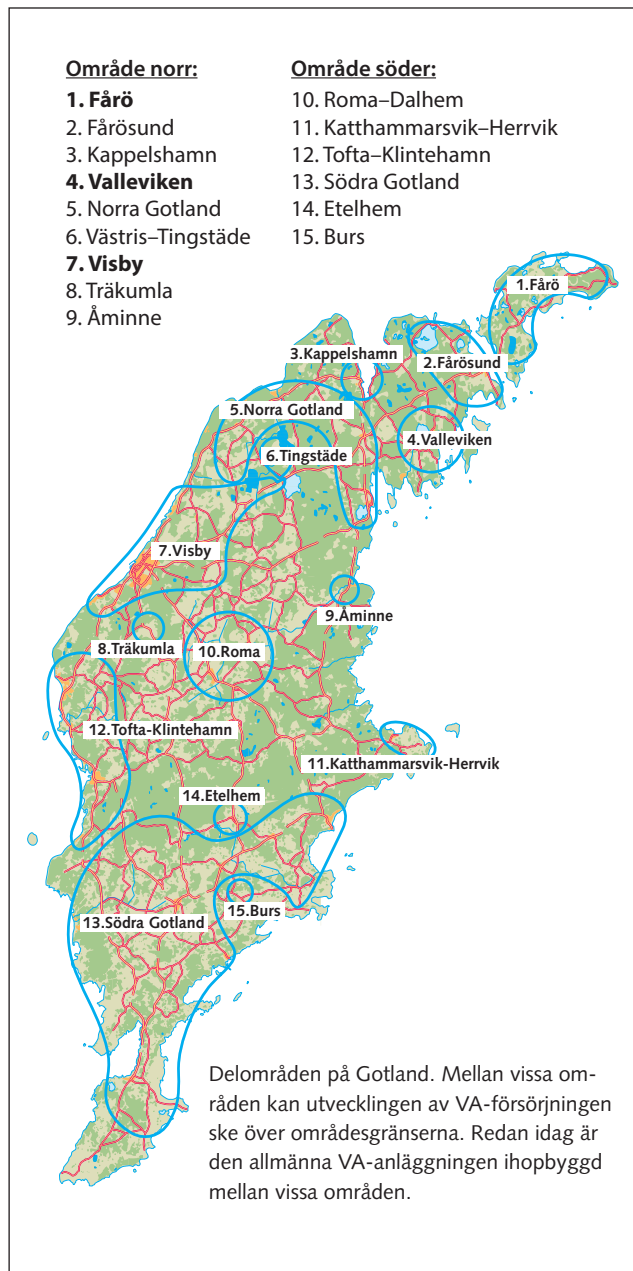 Område norr:
1. Fårö
2. Fårösund
3. Kappelshamn
4. Valleviken
5. Norra Gotland
6. Västris–Tingstäde
7. Visby
8. Träkumla
9. Åminne
Område söder:
10. Roma–Dalhem
11. Katthammarsvik–Herrvik
12. Tofta–Klintehamn
13. Södra Gotland
14. Etelhem
15. Burs
1.Fårö
3.Kappelshamn
2.Fårösund
5.Norra Gotland
4.Valleviken
6.Tingstäde
7.Visby
9.Åminne
8.Träkumla
10.Roma
12.Tofta-Klintehamn
11.Katthammarsvik-Herrvik
14.Etelhem
15.Burs
13.Södra Gotland
Delområden på Gotland. Mellan vissa om-
råden kan utvecklingen av VA-försörjningen
ske över områdesgränserna. Redan idag är
den allmänna VA-anläggningen ihopbyggd
mellan vissa områden.